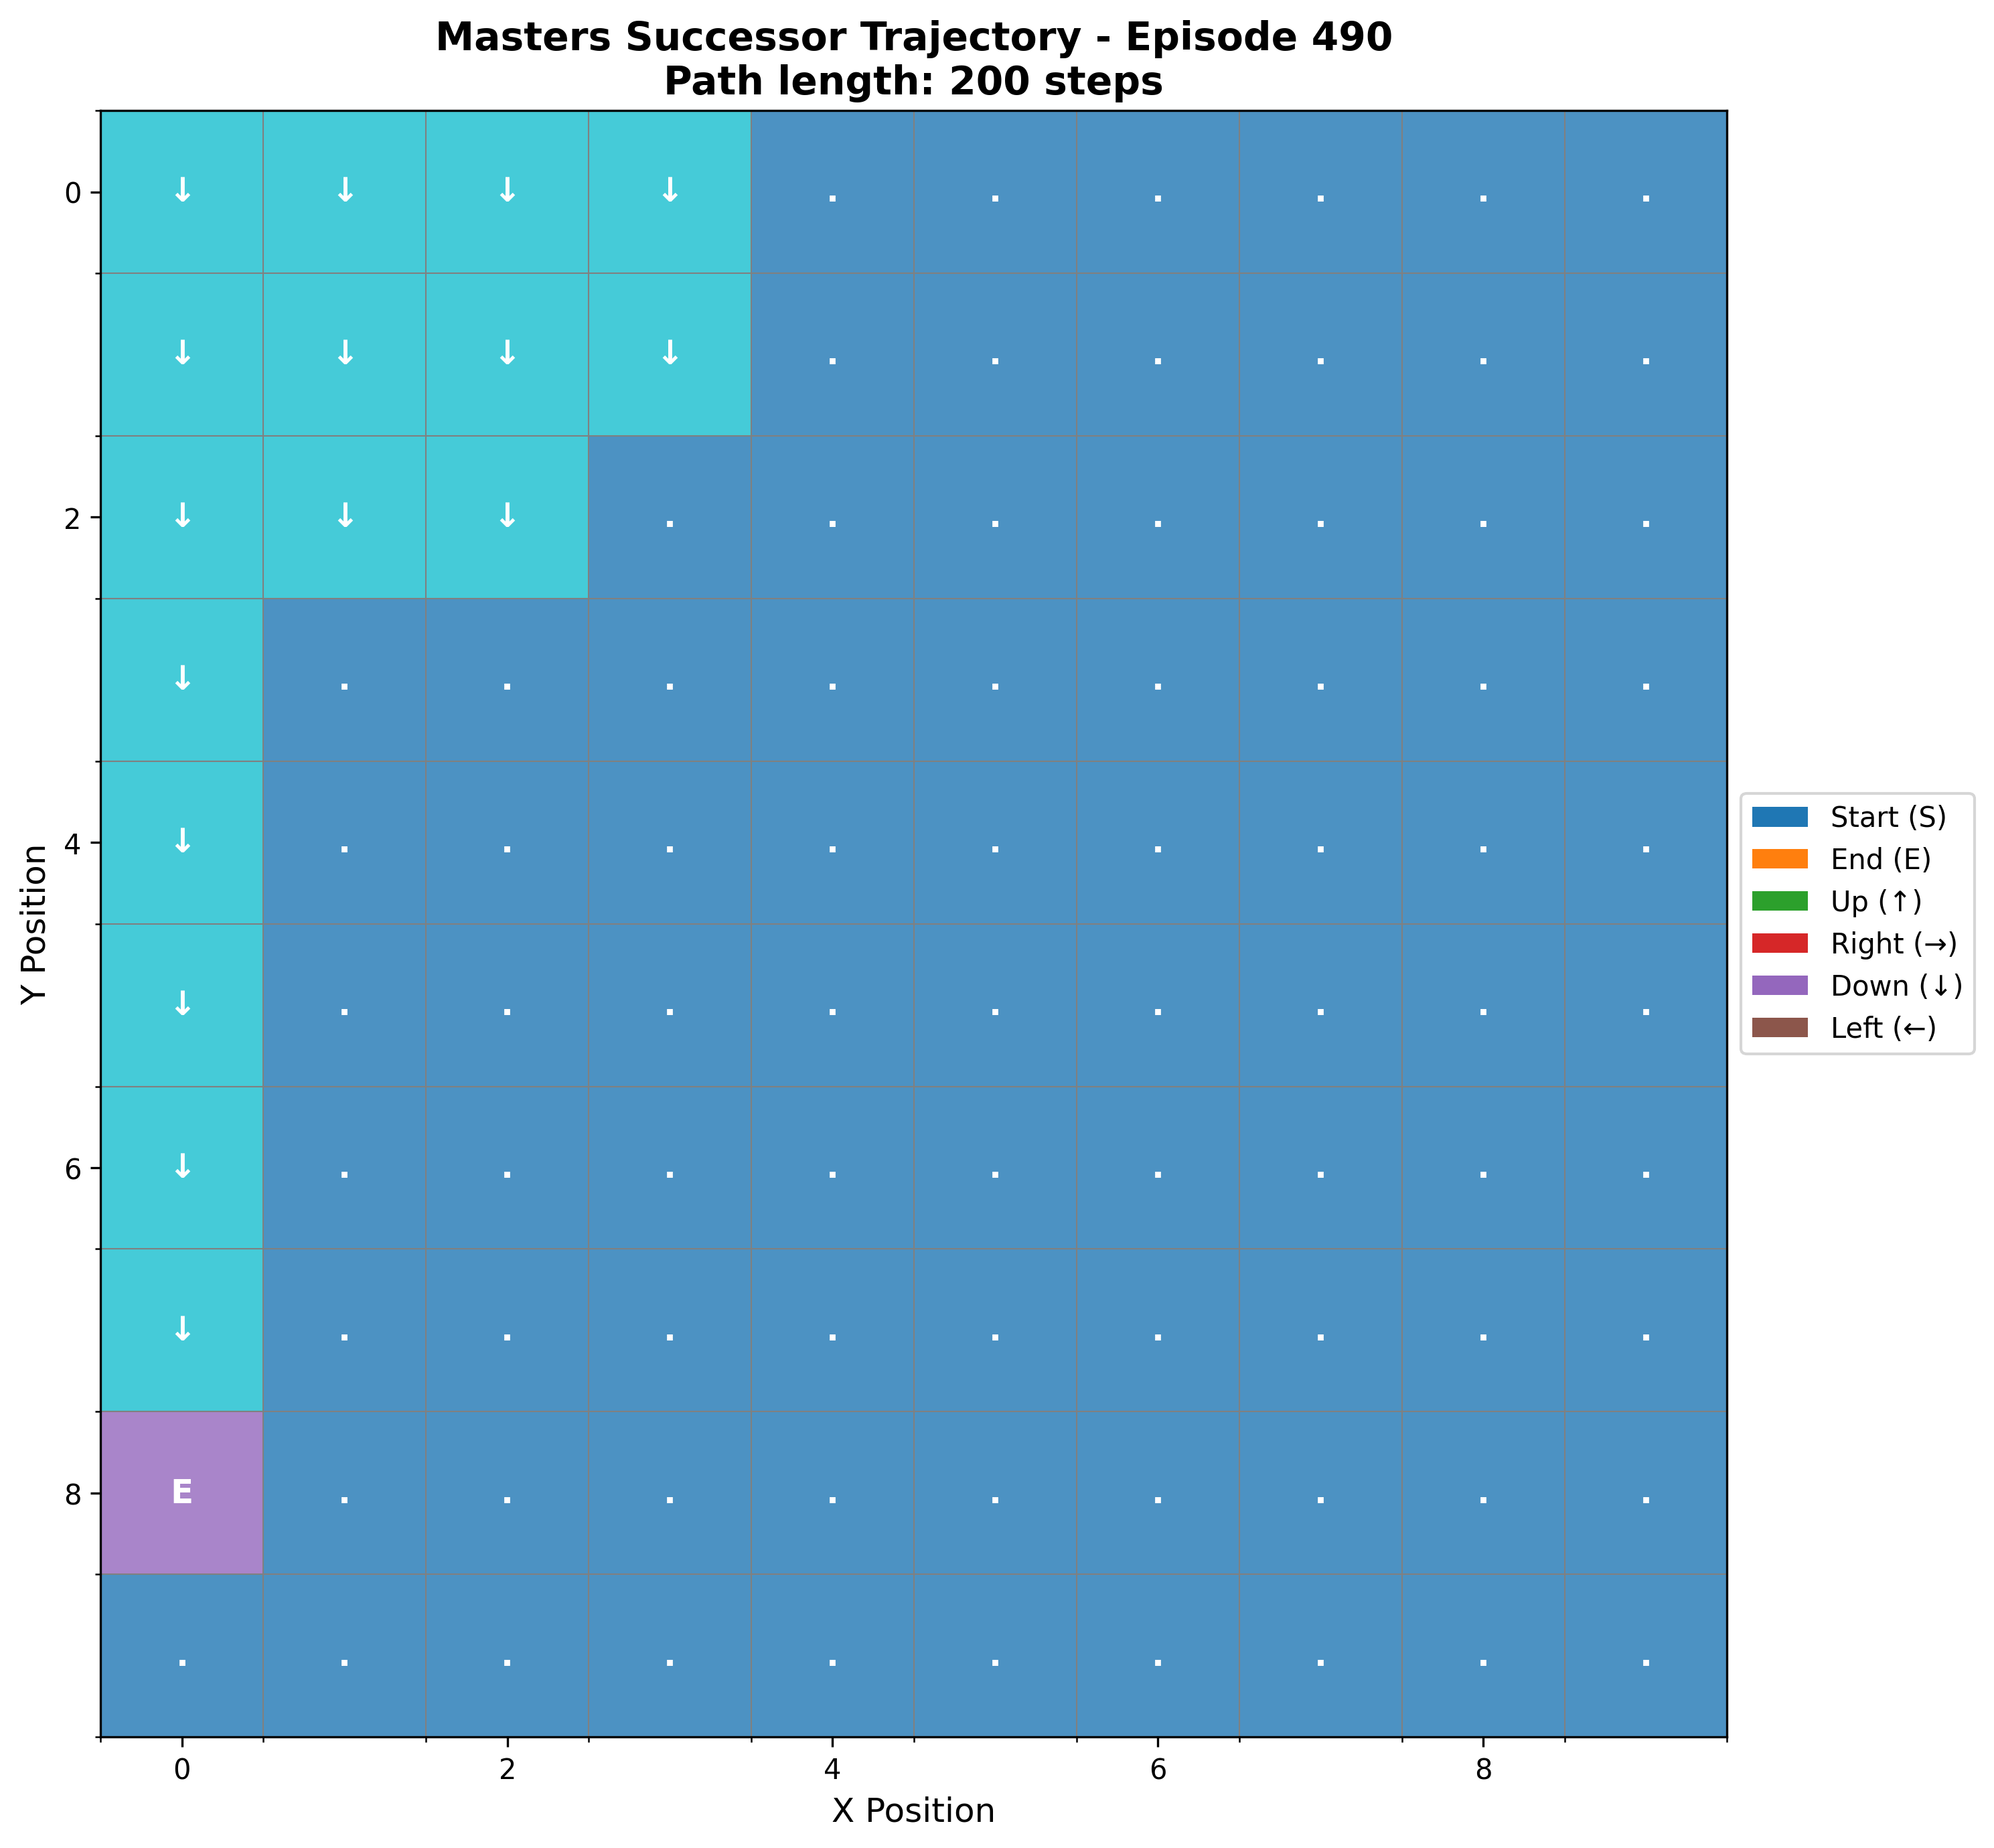 Masters Successor Trajectory - Episode 490
Path length: 200 steps
0 ↓ ↓ ↓ ↓ . . . . . .
↓ ↓ ↓ ↓ . . . . . .
2 ↓ ↓ ↓ . . . . . . .
↓ . . . . . . . . .
4 ↓ . . . . . . . . .
↓ . . . . . . . . .
6 ↓ . . . . . . . . .
↓ . . . . . . . . .
8 E . . . . . . . . .
. . . . . . . . . .
0 2 4 6 8
X Position
Y Position
Start (S)
End (E)
Up (↑)
Right (→)
Down (↓)
Left (←)